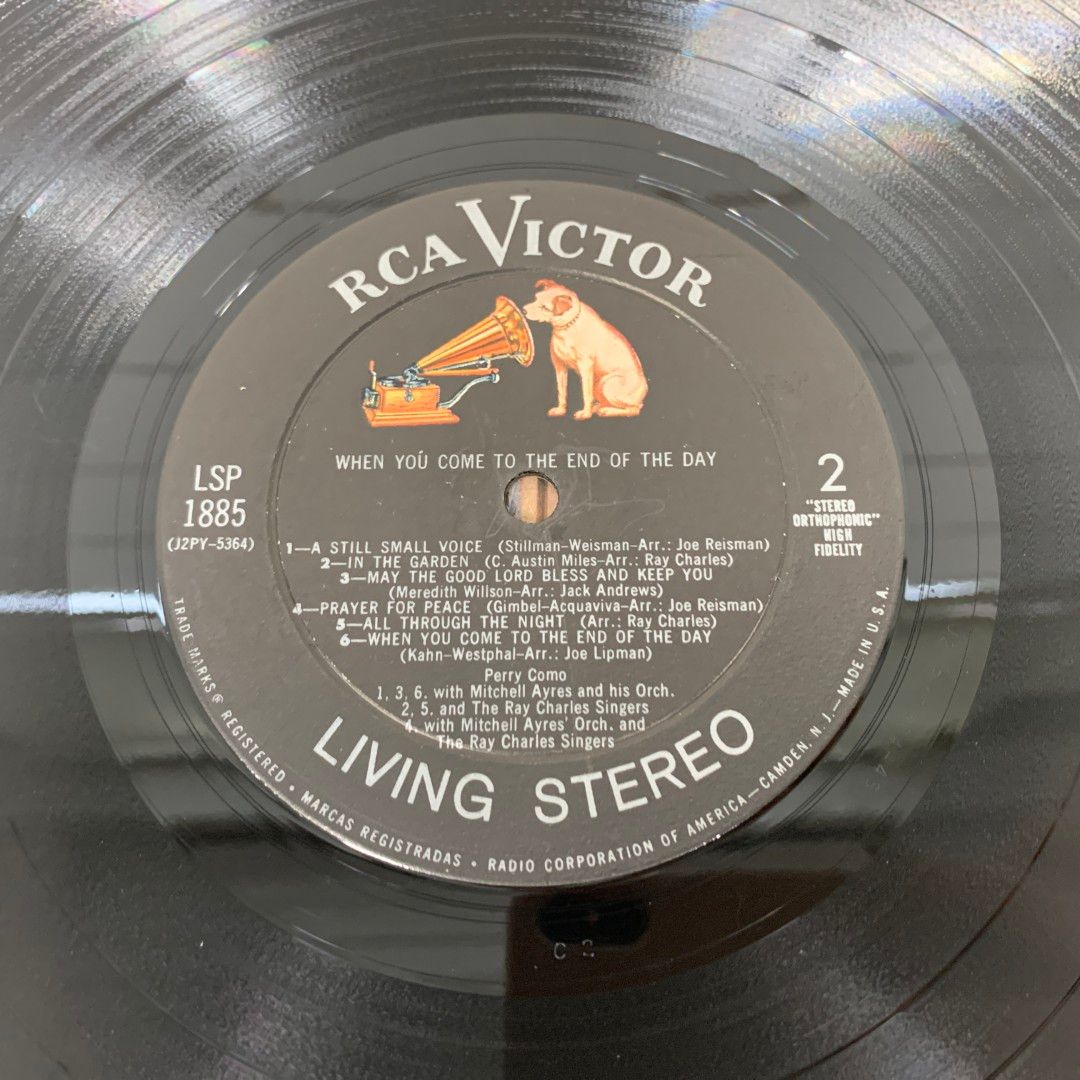 RCA VICTOR
WHEN YOU COME TO THE END OF THE DAY
LSP
1885
(J2PY-5364)
2
"STEREO
ORTHOPHONIC"
HIGH
FIDELITY
1—A STILL SMALL VOICE (Stillman-Weisman-Arr.: Joe Reisman)
2—IN THE GARDEN (C. Austin Miles-Arr.: Ray Charles)
3—MAY THE GOOD LORD BLESS AND KEEP YOU
(Meredith Willson-Arr.: Jack Andrews)
4—PRAYER FOR PEACE (Gimbel-Acquaviva-Arr.: Joe Reisman)
5—ALL THROUGH THE NIGHT (Arr.: Ray Charles)
6—WHEN YOU COME TO THE END OF THE DAY
(Kahn-Westphal-Arr.: Joe Lipman)
Perry Como
1, 3, 6. with Mitchell Ayres and his Orch.
2, 5. and The Ray Charles Singers
4. with Mitchell Ayres' Orch. and
The Ray Charles Singers
LIVING STEREO
TRADE MARKS ® REGISTERED • MARCAS REGISTRADAS • RADIO CORPORATION OF AMERICA—CAMDEN, N. J.—MADE IN U.S.A.